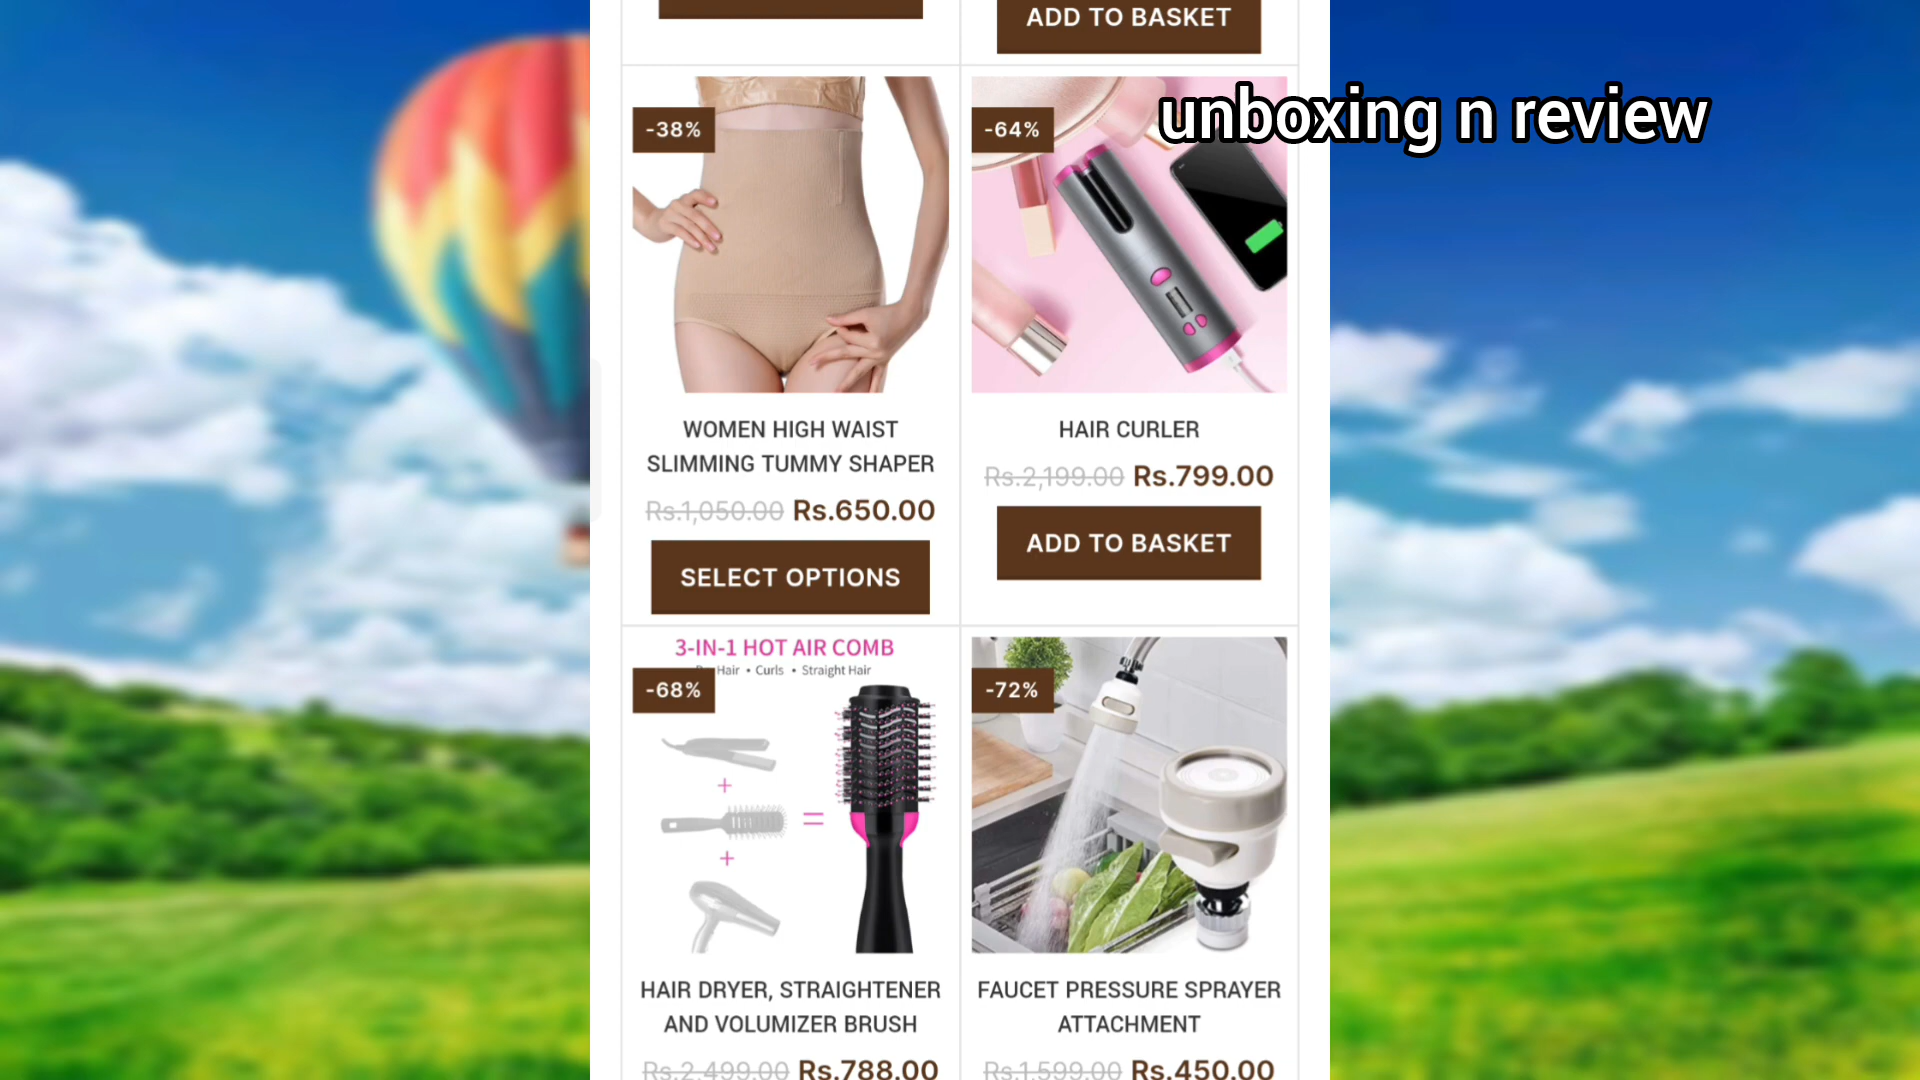 ADD TO BASKET
unboxing n review
-38%
-64%
WOMEN HIGH WAIST
SLIMMING TUMMY SHAPER
Rs.1,050.00 Rs.650.00
SELECT OPTIONS
HAIR CURLER
Rs.2,199.00 Rs.799.00
ADD TO BASKET
3-IN-1 HOT AIR COMB
Hair • Curls • Straight Hair
-68%
-72%
HAIR DRYER, STRAIGHTENER
AND VOLUMIZER BRUSH
Rs.2,499.00 Rs.788.00
FAUCET PRESSURE SPRAYER
ATTACHMENT
Rs.1,599.00 Rs.450.00